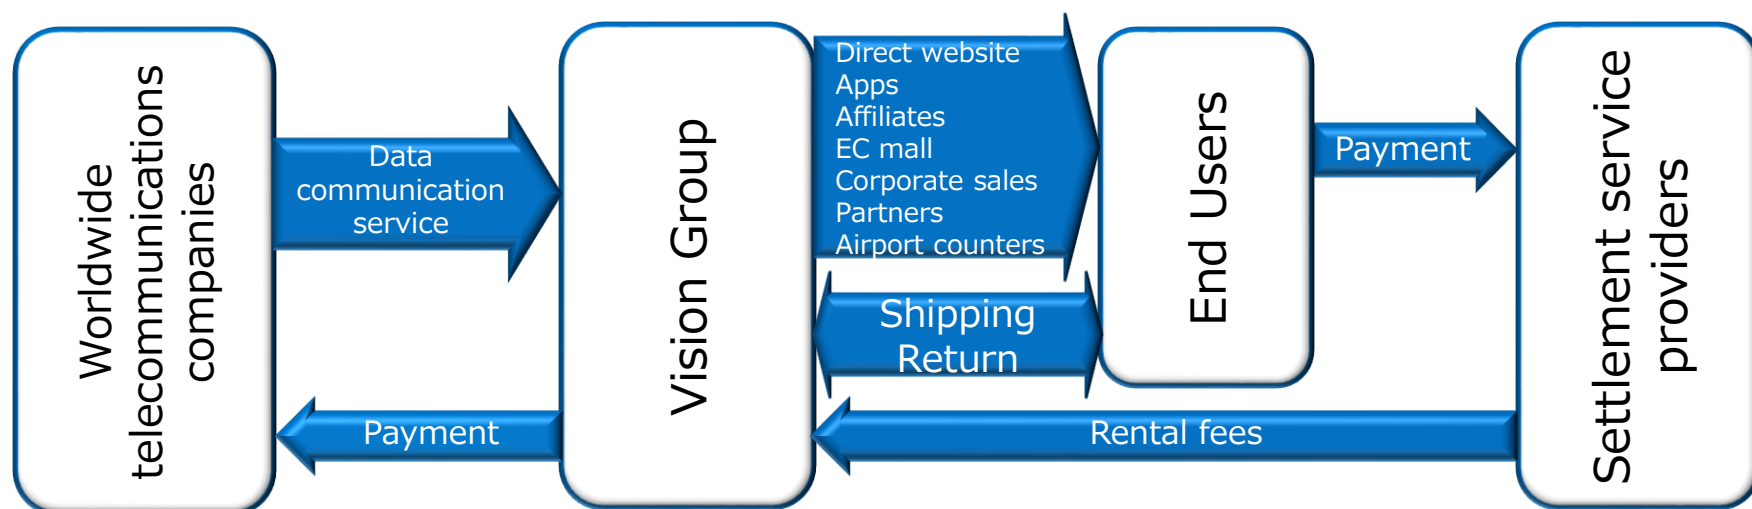 Worldwide
telecommunications
companies
Data
communication
service
Payment
Vision Group
Direct website
Apps
Affiliates
EC mall
Corporate sales
Partners
Airport counters
Shipping
Return
End Users
Payment
Rental fees
Settlement service
providers